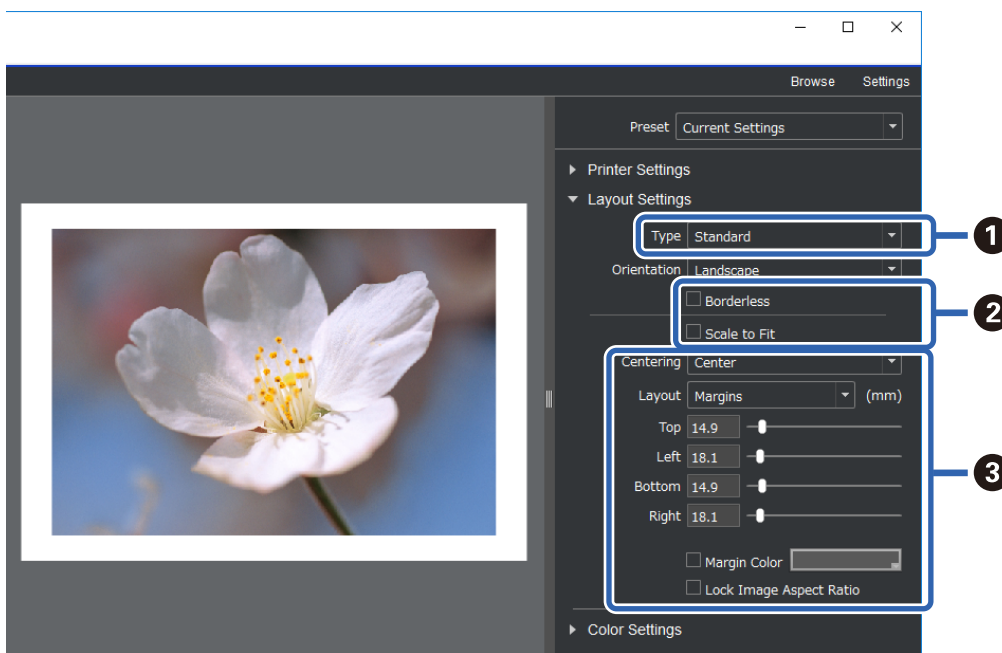 Browse Settings
Preset Current Settings
Printer Settings
Layout Settings
Type Standard
1
Orientation Landscape
Borderless
2
Scale to Fit
Centering Center
Layout Margins (mm)
Top 14.9
Left 18.1
3
Bottom 14.9
Right 18.1
Margin Color
Lock Image Aspect Ratio
Color Settings